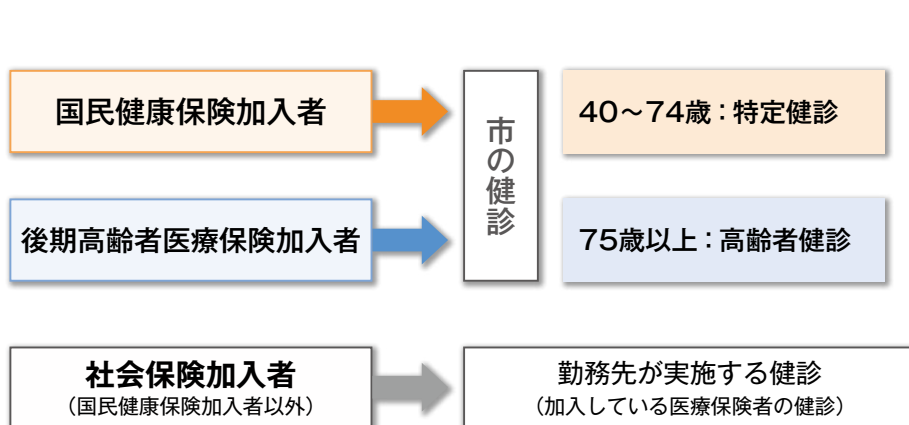 国民健康保険加入者
市の健診
40〜74歳：特定健診
後期高齢者医療保険加入者
75歳以上：高齢者健診
社会保険加入者
（国民健康保険加入者以外）
勤務先が実施する健診
（加入している医療保険者の健診）